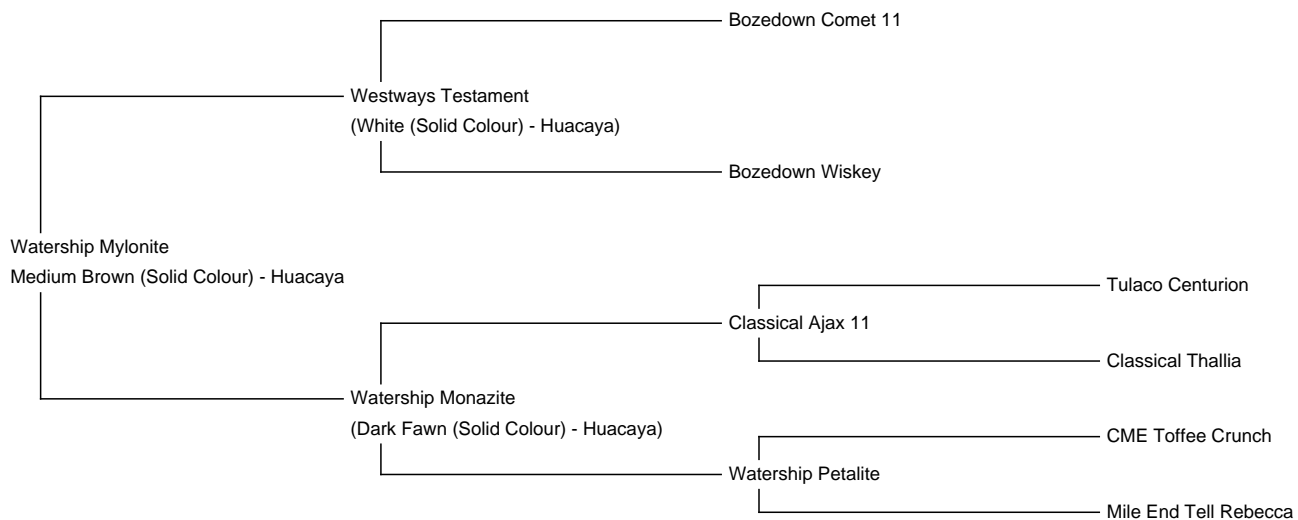 Bozedown Comet 11
Westways Testament
(White (Solid Colour) - Huacaya)
Bozedown Wiskey
Watership Mylonite
Medium Brown (Solid Colour) - Huacaya
Tulaco Centurion
Classical Ajax 11
Classical Thallia
Watership Monazite
(Dark Fawn (Solid Colour) - Huacaya)
CME Toffee Crunch
Watership Petalite
Mile End Tell Rebecca